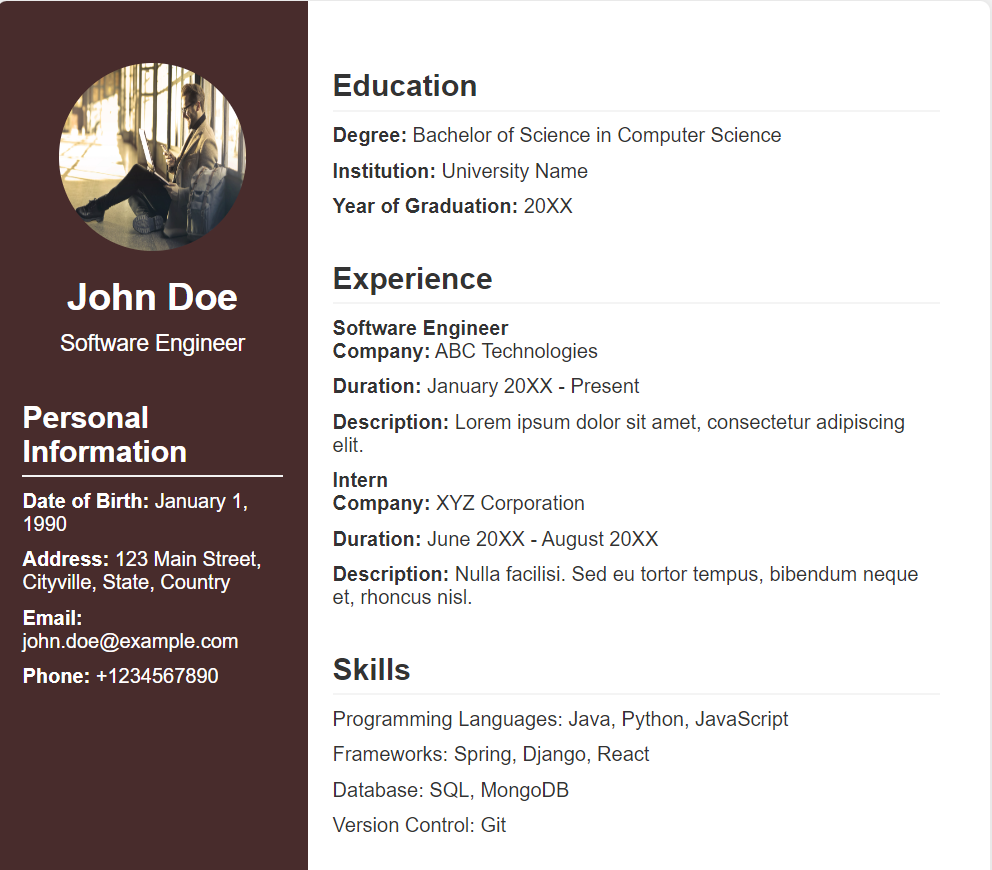 John Doe
Software Engineer
Personal
Information
Date of Birth: January 1,
1990
Address: 123 Main Street,
Cityville, State, Country
Email:
john.doe@example.com
Phone: +1234567890
Education
Degree: Bachelor of Science in Computer Science
Institution: University Name
Year of Graduation: 20XX
Experience
Software Engineer
Company: ABC Technologies
Duration: January 20XX - Present
Description: Lorem ipsum dolor sit amet, consectetur adipiscing
elit.
Intern
Company: XYZ Corporation
Duration: June 20XX - August 20XX
Description: Nulla facilisi. Sed eu tortor tempus, bibendum neque
et, rhoncus nisl.
Skills
Programming Languages: Java, Python, JavaScript
Frameworks: Spring, Django, React
Database: SQL, MongoDB
Version Control: Git